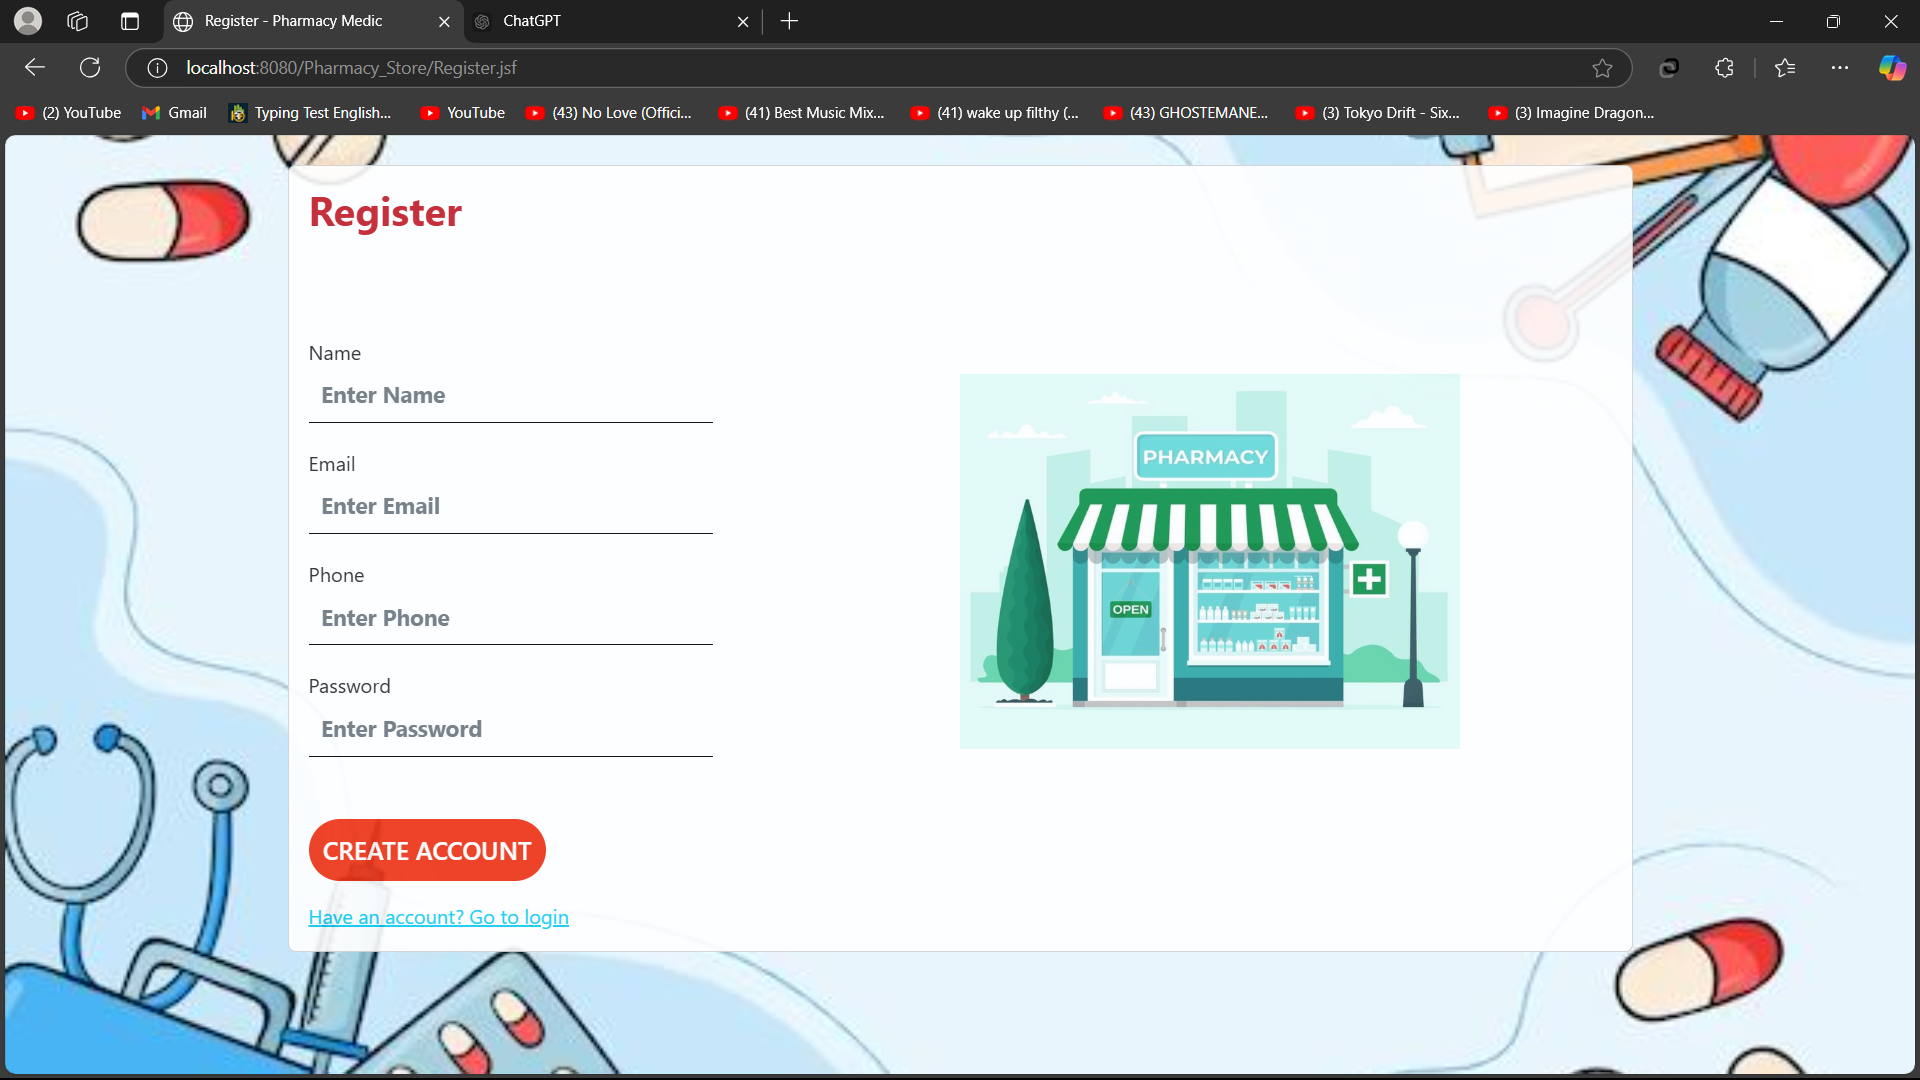 Register - Pharmacy Medic
ChatGPT
localhost:8080/Pharmacy_Store/Register.jsf
(2) YouTube
Gmail
Typing Test English...
YouTube
(43) No Love (Offici...
(41) Best Music Mix...
(41) wake up filthy (...
(43) GHOSTEMANE...
(3) Tokyo Drift - Six...
(3) Imagine Dragon...
Register
Name
Enter Name
Email
Enter Email
Phone
Enter Phone
Password
Enter Password
CREATE ACCOUNT
Have an account? Go to login
PHARMACY
OPEN